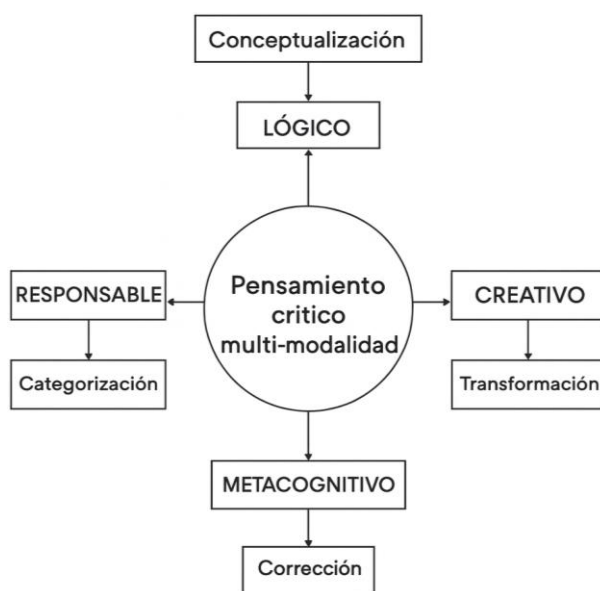 Conceptualización
LÓGICO
RESPONSABLE
Categorización
Pensamiento
critico
multi-modalidad
CREATIVO
Transformación
METACOGNITIVO
Corrección